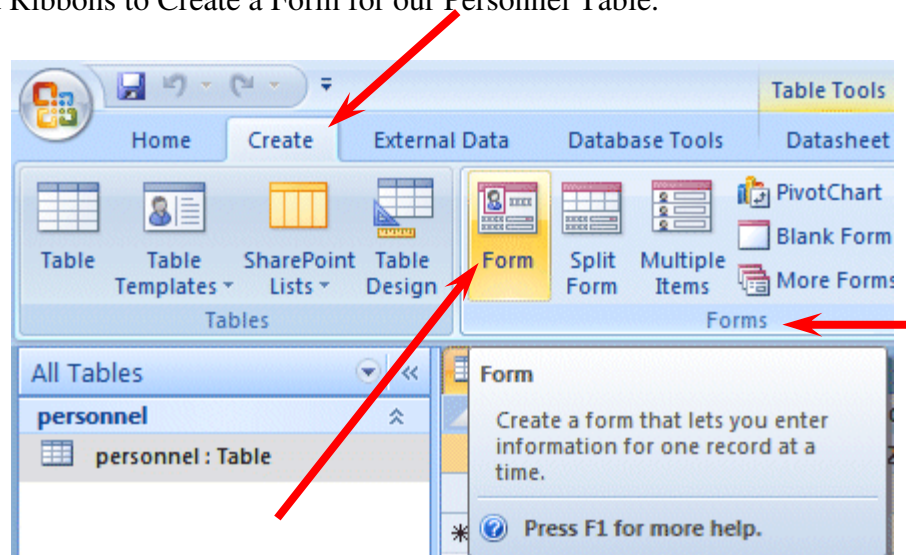 Ribbons to Create a Form for our Personnel Table.
Table Tools
Home Create External Data Database Tools Datasheet
PivotChart
Blank Form
More Forms
Table Table Templates SharePoint Lists Table Design Form Split Form Multiple Items
Tables Forms
All Tables
personnel
personnel : Table
Form
Create a form that lets you enter
information for one record at a
time.
Press F1 for more help.